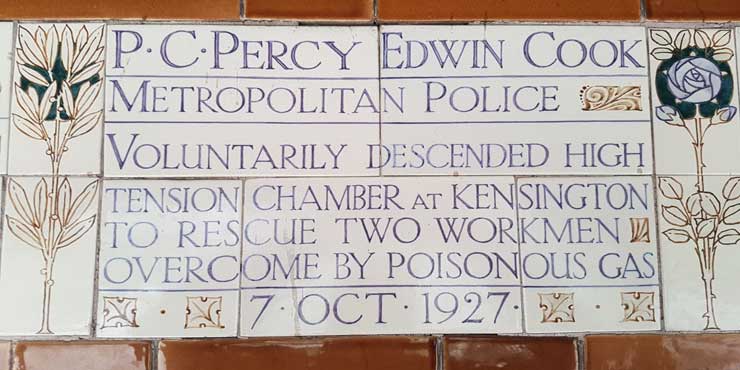 P·C·PERCY EDWIN COOK
METROPOLITAN POLICE
VOLUNTARILY DESCENDED HIGH
TENSION CHAMBER AT KENSINGTON
TO RESCUE TWO WORKMEN
OVERCOME BY POISONOUS GAS
· 7 · OCT · 1927 ·